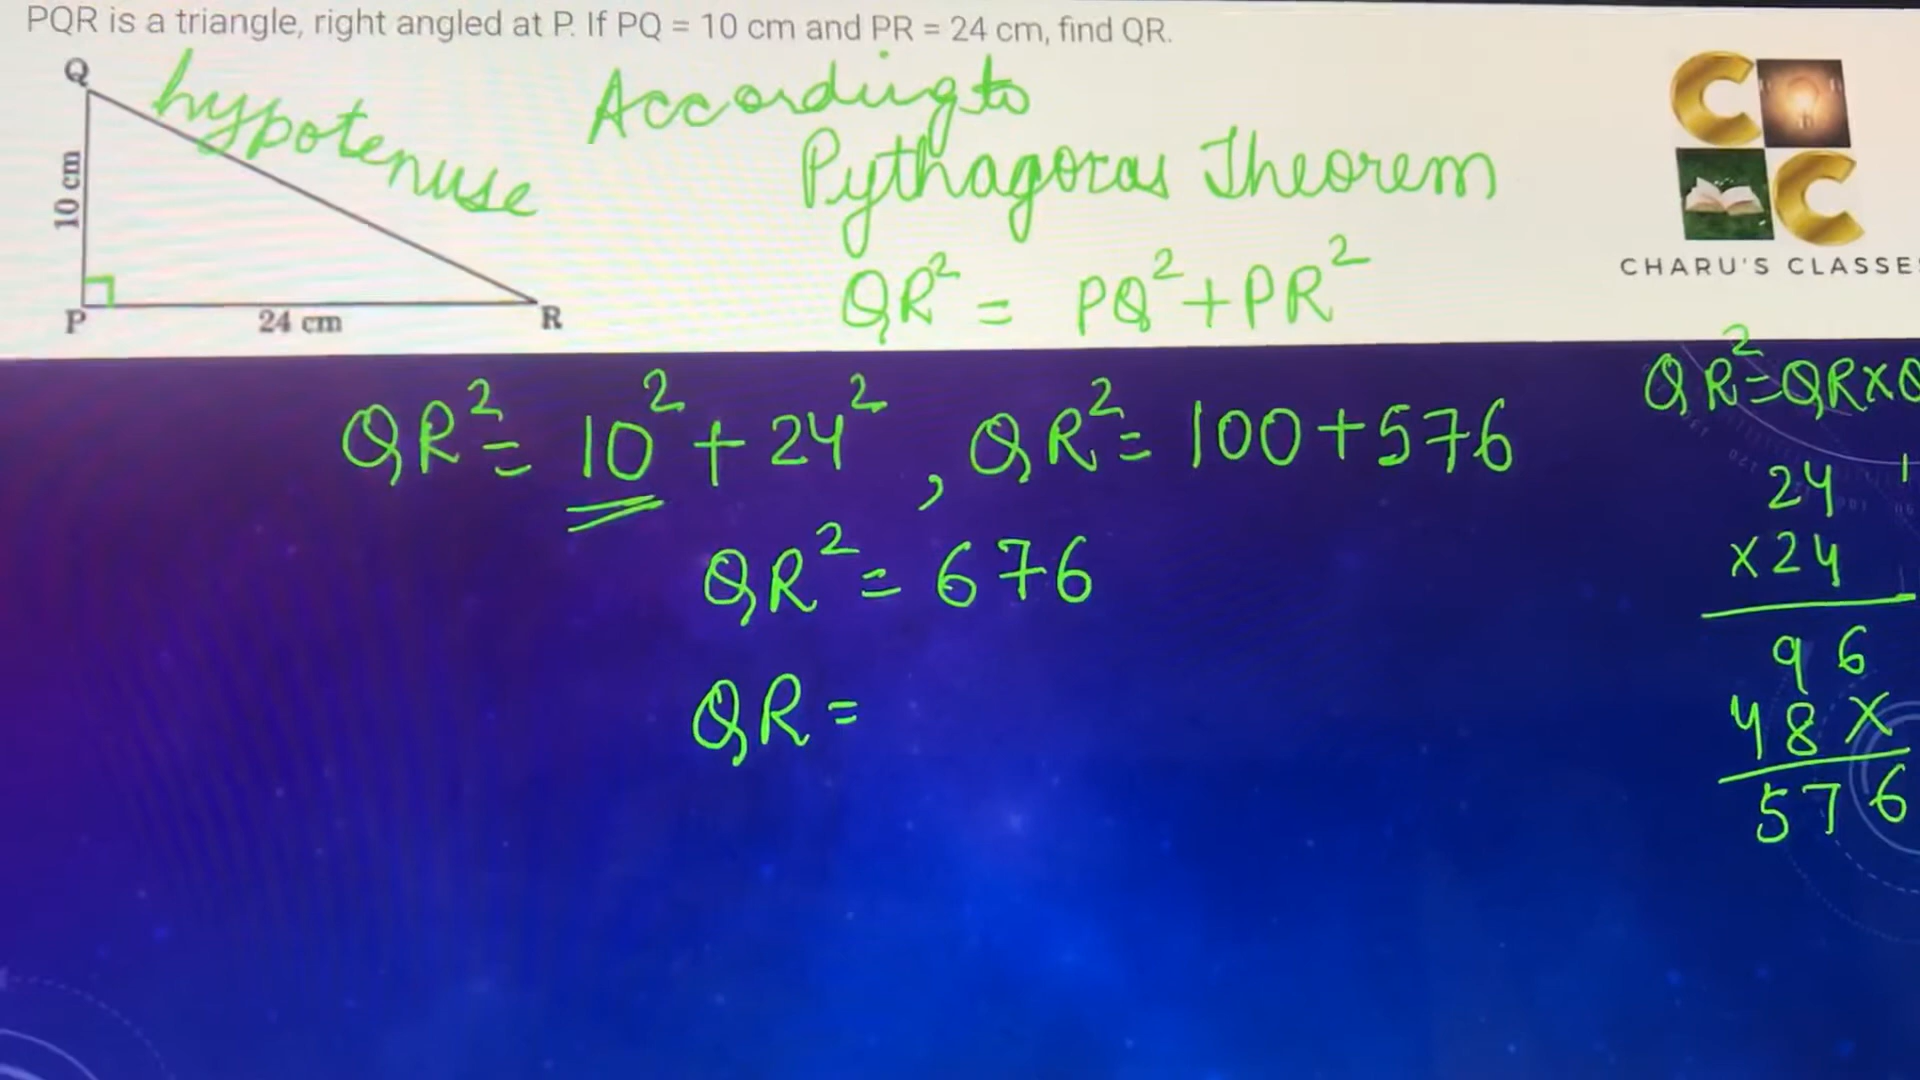 PQR is a triangle, right angled at P. If PQ = 10 cm and PR = 24 cm, find QR.
Q
hypotenuse
10 cm
P
24 cm
R
According to
Pythagoras Theorem
QR² = PQ² + PR²
C
C
CHARU'S CLASSE
QR² = 10² + 24² , QR² = 100 + 576
QR² = 676
QR =
QR² = QR×
24
×24
96
48×
576